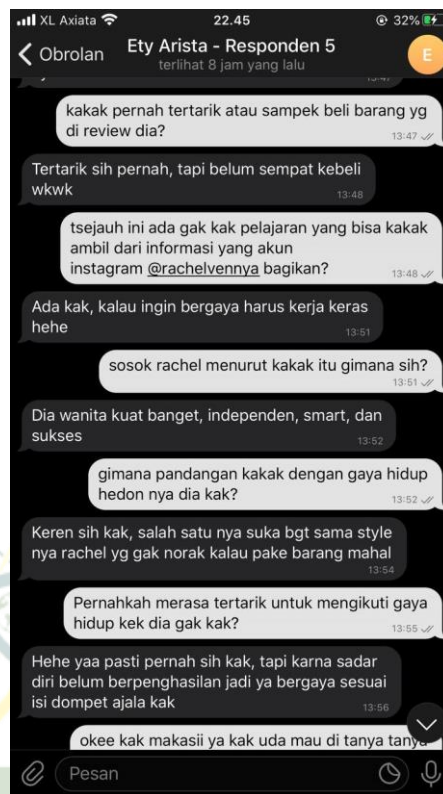 XL Axiata 22.45 32%
Obrolan
Ety Arista - Responden 5
terlihat 8 jam yang lalu
E
kakak pernah tertarik atau sampek beli barang yg
di review dia?
13:47
Tertarik sih pernah, tapi belum sempat kebeli
wkwk
13:48
tsejauh ini ada gak kak pelajaran yang bisa kakak
ambil dari informasi yang akun
instagram @rachelvennya bagikan?
13:48
Ada kak, kalau ingin bergaya harus kerja keras
hehe
13:51
sosok rachel menurut kakak itu gimana sih?
13:51
Dia wanita kuat banget, independen, smart, dan
sukses
13:52
gimana pandangan kakak dengan gaya hidup
hedon nya dia kak?
13:52
Keren sih kak, salah satu nya suka bgt sama style
nya rachel yg gak norak kalau pake barang mahal
13:54
Pernahkah merasa tertarik untuk mengikuti gaya
hidup kek dia gak kak?
13:55
Hehe yaa pasti pernah sih kak, tapi karna sadar
diri belum berpenghasilan jadi ya bergaya sesuai
isi dompet ajala kak
13:56
okee kak makasii ya kak uda mau di tanya tanya
Pesan